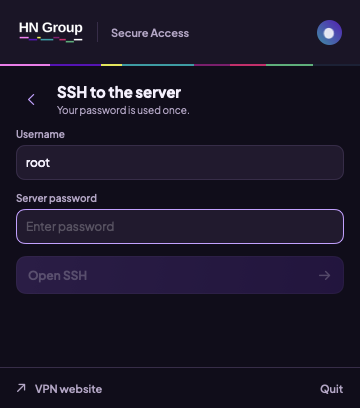 HN Group
Secure Access
SSH to the server
Your password is used once.
Username
root
Server password
Enter password
Open SSH
VPN website
Quit